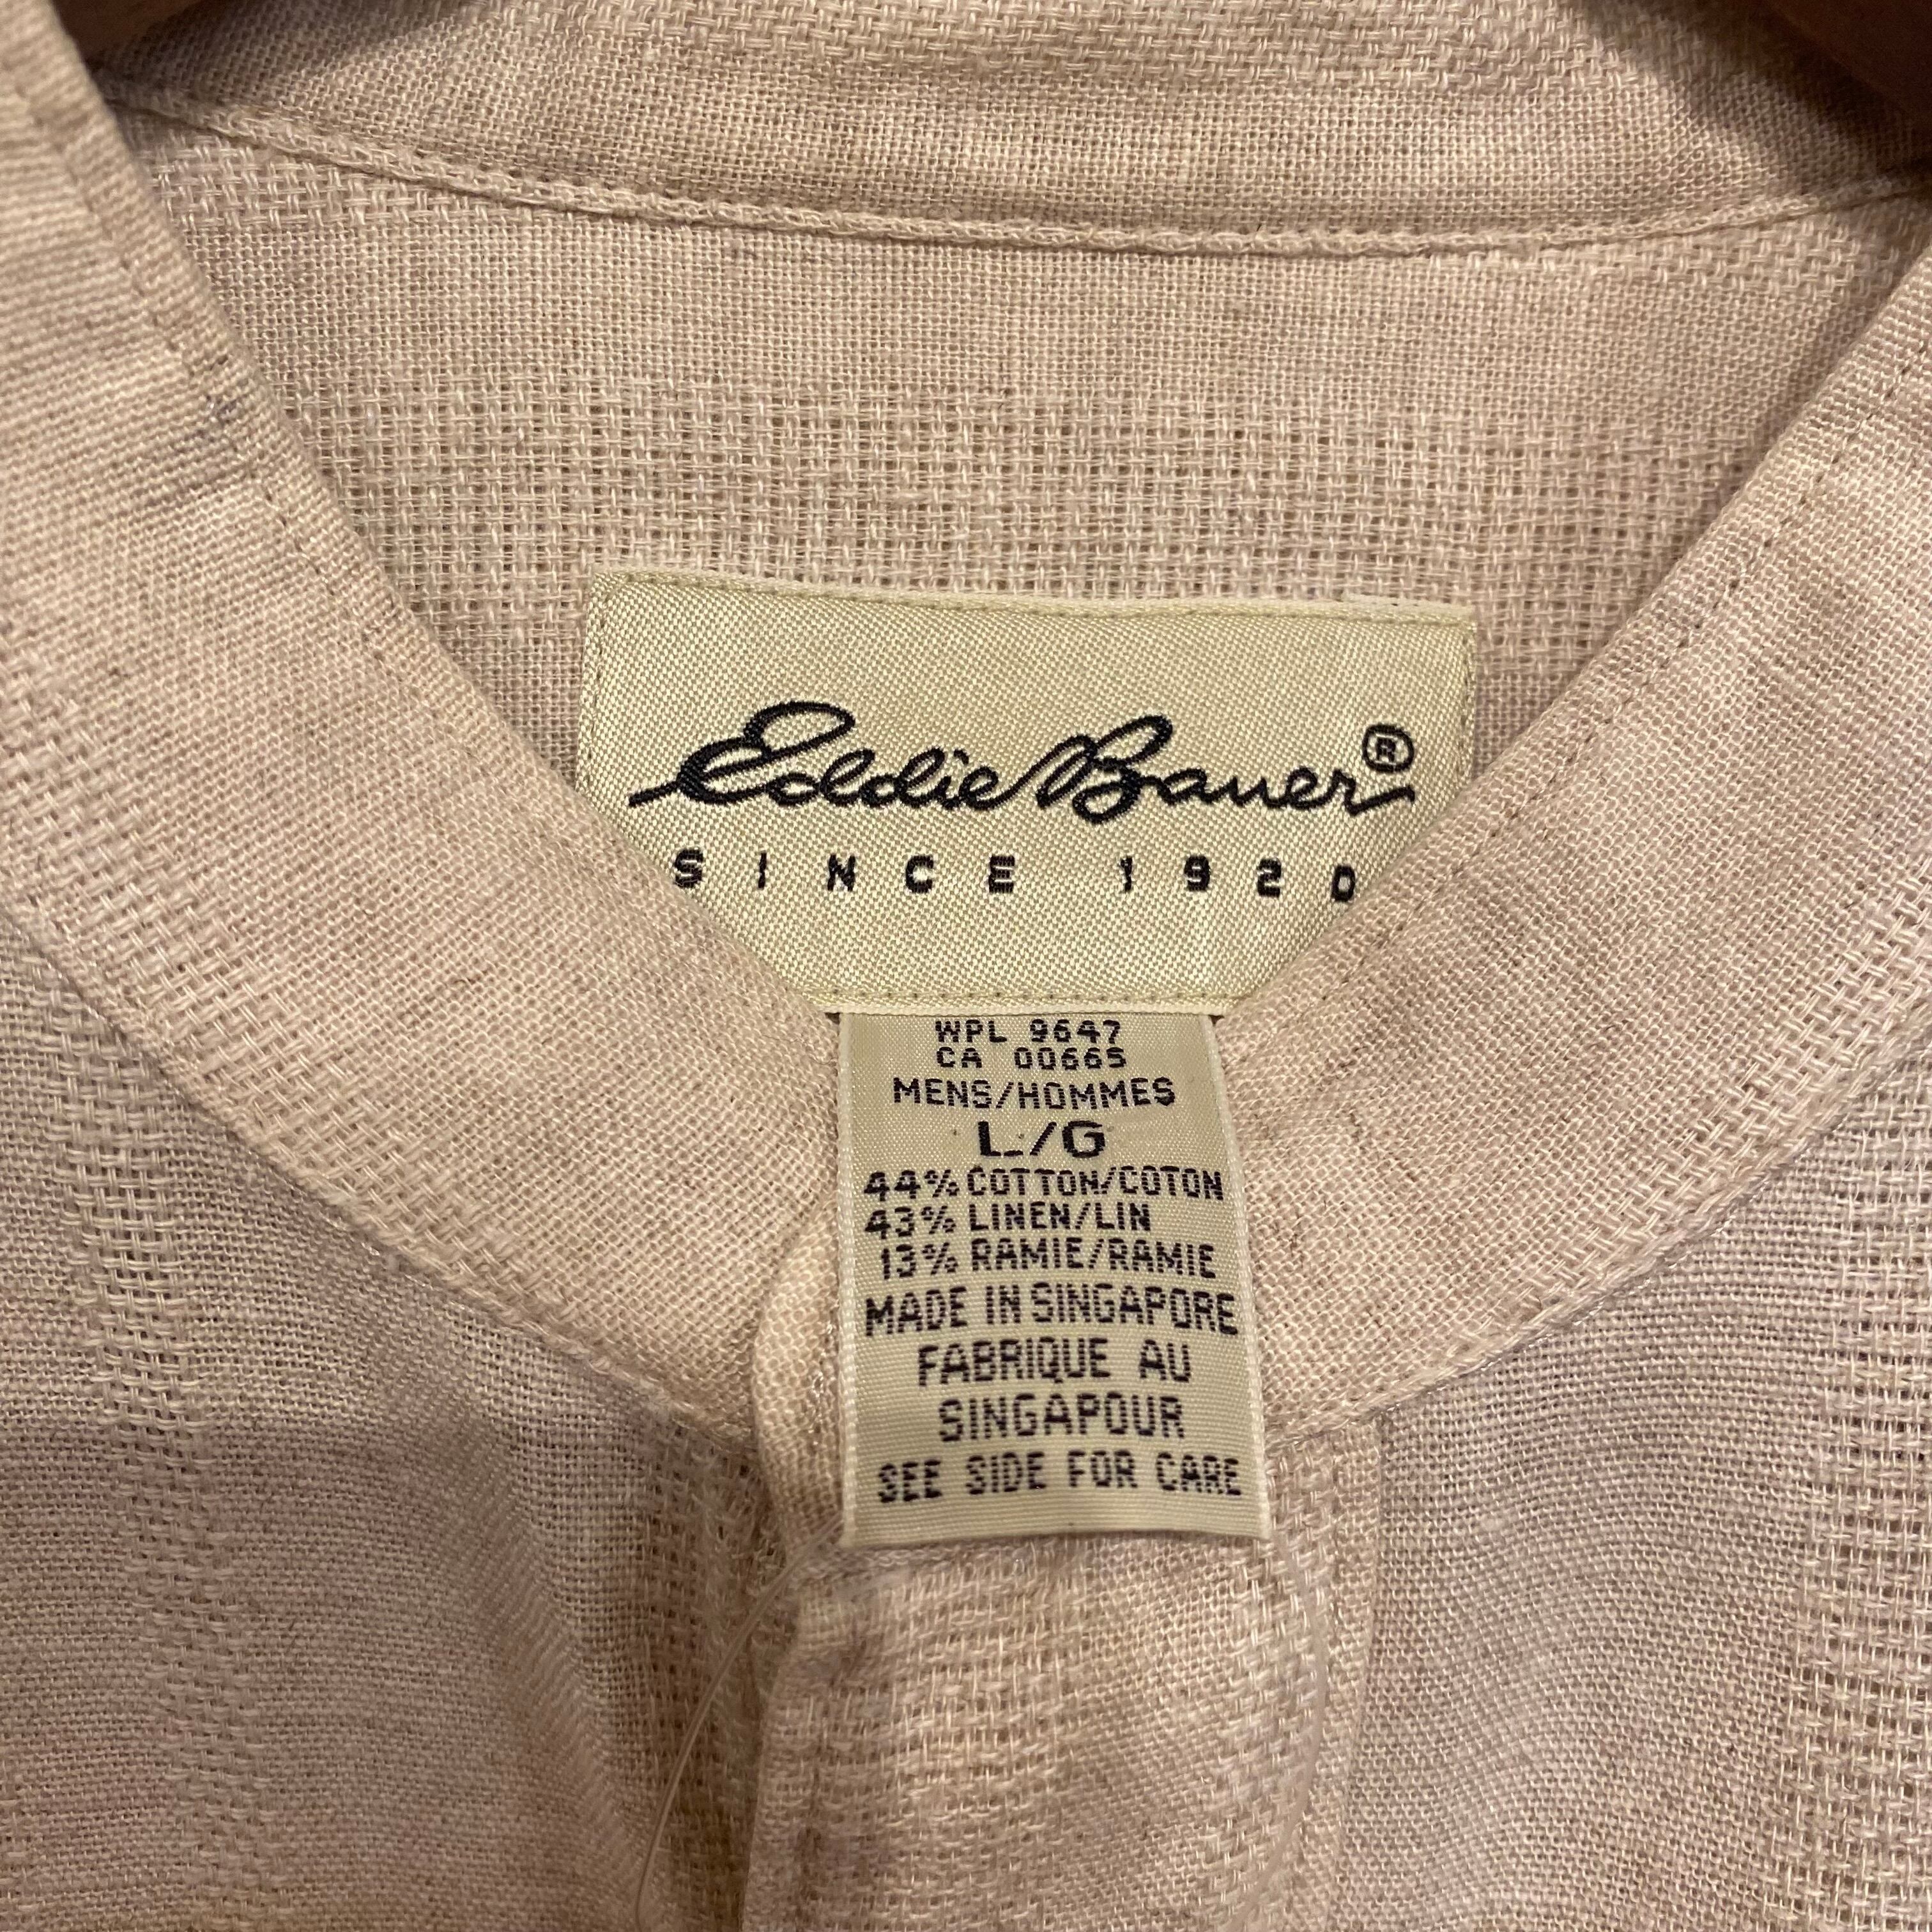 Eddie Bauer®
SINCE 1920
WPL 9647
CA 00665
MENS/HOMMES
L/G
44% COTTON/COTON
43% LINEN/LIN
13% RAMIE/RAMIE
MADE IN SINGAPORE
FABRIQUE AU
SINGAPOUR
SEE SIDE FOR CARE